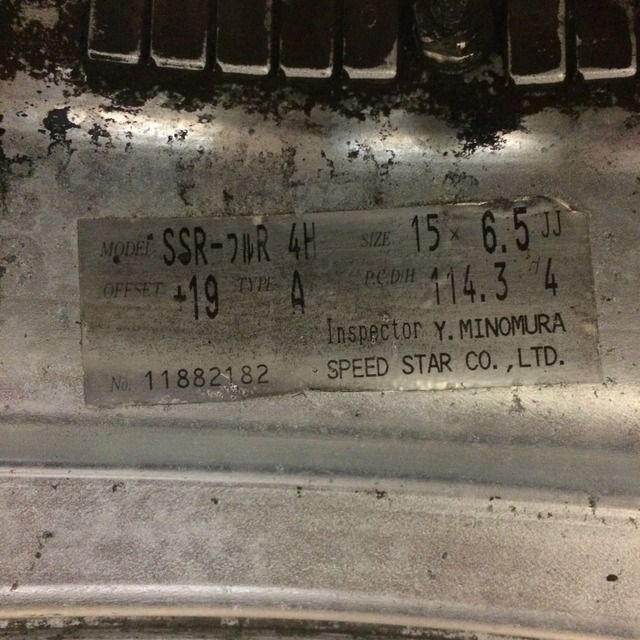 MODEL SSR-フルR 4H SIZE 15 × 6.5 JJ
OFFSET +19 TYPE A P.C.D/H 114.3 / 4
Inspector Y.MINOMURA
No. 11882182 SPEED STAR CO.,LTD.